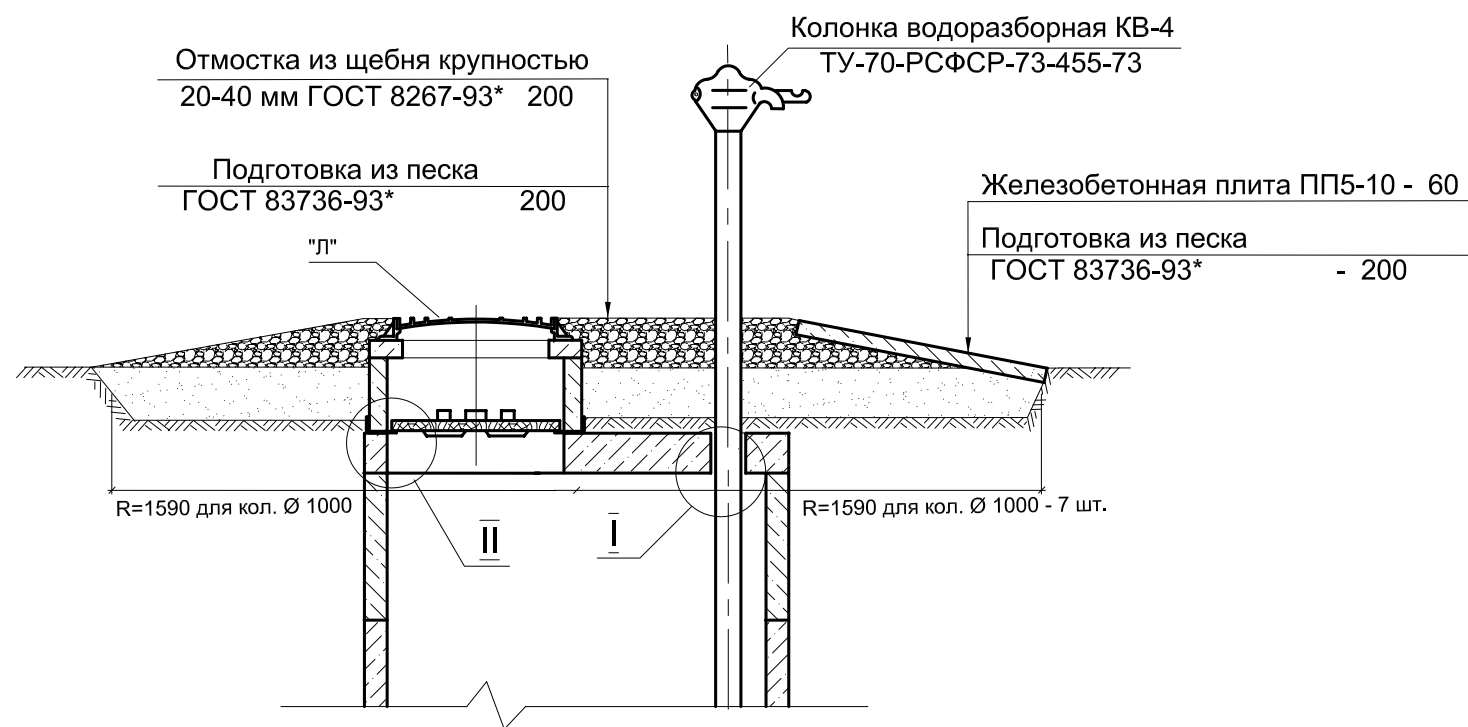 Колонка водоразборная КВ-4
ТУ-70-РСФСР-73-455-73
Отмостка из щебня крупностью
20-40 мм ГОСТ 8267-93* 200
Подготовка из песка
ГОСТ 83736-93* 200
Железобетонная плита ПП5-10 - 60
Подготовка из песка
ГОСТ 83736-93* - 200
"Л"
R=1590 для кол. Ø 1000
R=1590 для кол. Ø 1000 - 7 шт.
II
I